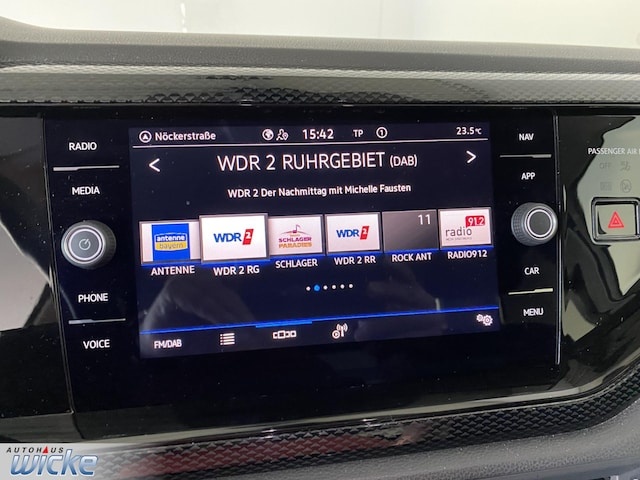 Nöckerstraße 15:42 TP 1 23.5°C
RADIO
NAV
WDR 2 RUHRGEBIET (DAB)
PASSENGER AIR
MEDIA
APP
WDR 2 Der Nachmittag mit Michelle Fausten
antenne bayern
WDR 2
SCHLAGER PARADIES
WDR 2
11
912 radio
ANTENNE WDR 2 RG SCHLAGER WDR 2 RR ROCK ANT RADIO912
PHONE
CAR
VOICE
MENU
FM/DAB
AUTOHAUS
WICKE